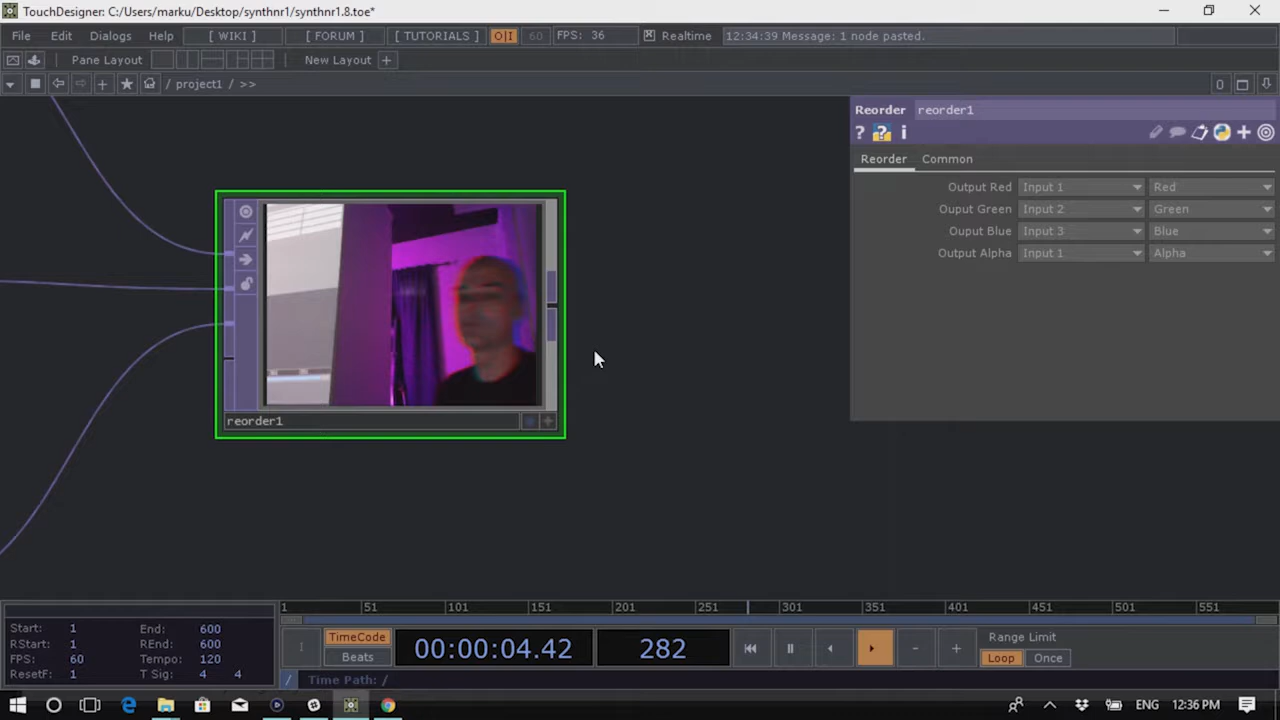 TouchDesigner: C:/Users/marku/Desktop/synthnr1/synthnr1.8.toe*
File Edit Dialogs Help [ WIKI ] [ FORUM ] [ TUTORIALS ] O|I 60 FPS: 36 Realtime 12:34:39 Message: 1 node pasted.
Pane Layout New Layout +
/ project1 / >> 0
Reorder reorder1
? ? i
Reorder Common
Output Red Input 1 Red
Ouput Green Input 2 Green
Ouput Blue Input 3 Blue
Output Alpha Input 1 Alpha
reorder1
1 51 101 151 201 251 301 351 401 451 501 551
Start: 1 End: 600
RStart: 1 REnd: 600
FPS: 60 Tempo: 120
ResetF: 1 T Sig: 4 4
TimeCode
Beats
00:00:04.42 282
- +
Range Limit
Loop Once
/ Time Path: /
ENG 12:36 PM